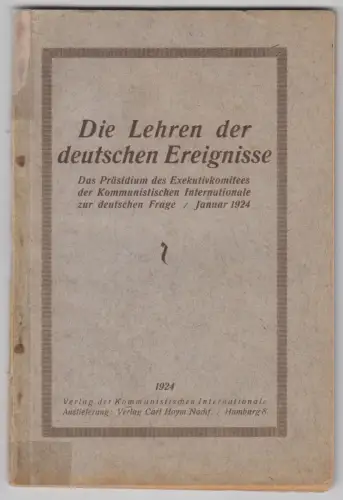 Die Lehren der
deutschen Ereignisse
Das Präsidium des Exekutivkomitees
der Kommunistischen Internationale
zur deutschen Frage / Januar 1924
1924
Verlag der Kommunistischen Internationale
Auslieferung: Verlag Carl Hoym Nachf. / Hamburg 8